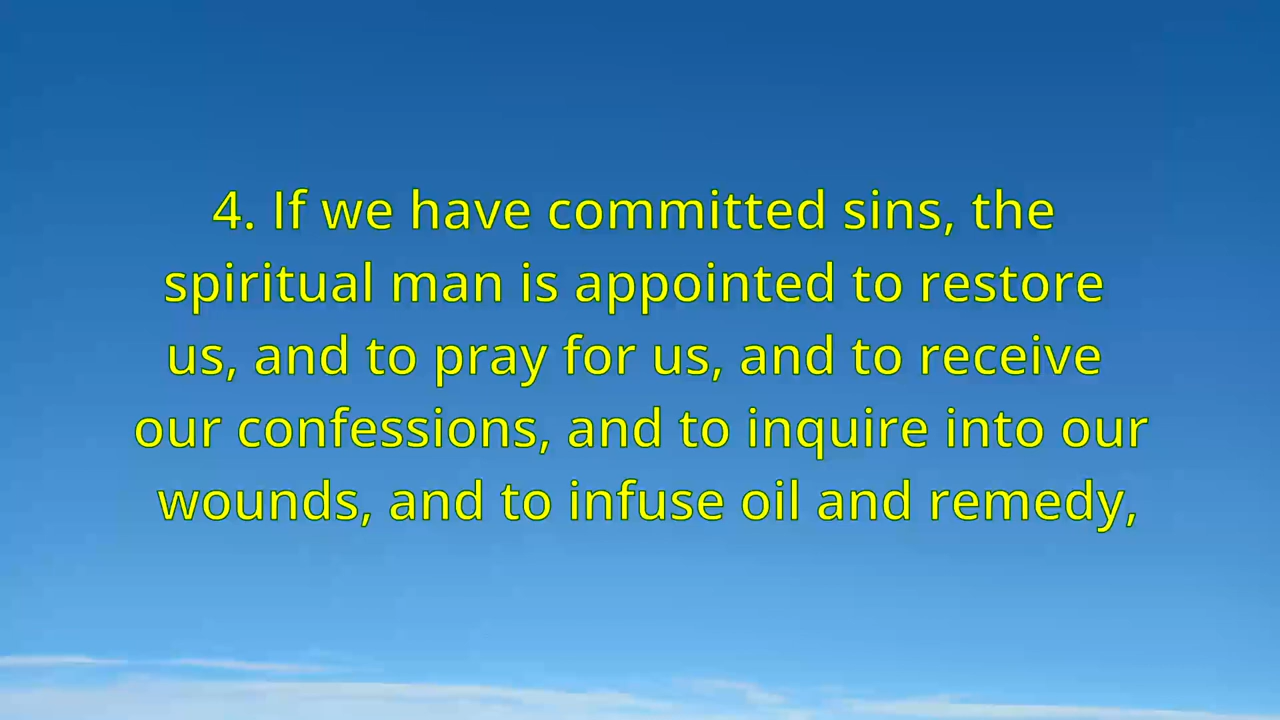 4. If we have committed sins, the
spiritual man is appointed to restore
us, and to pray for us, and to receive
our confessions, and to inquire into our
wounds, and to infuse oil and remedy,